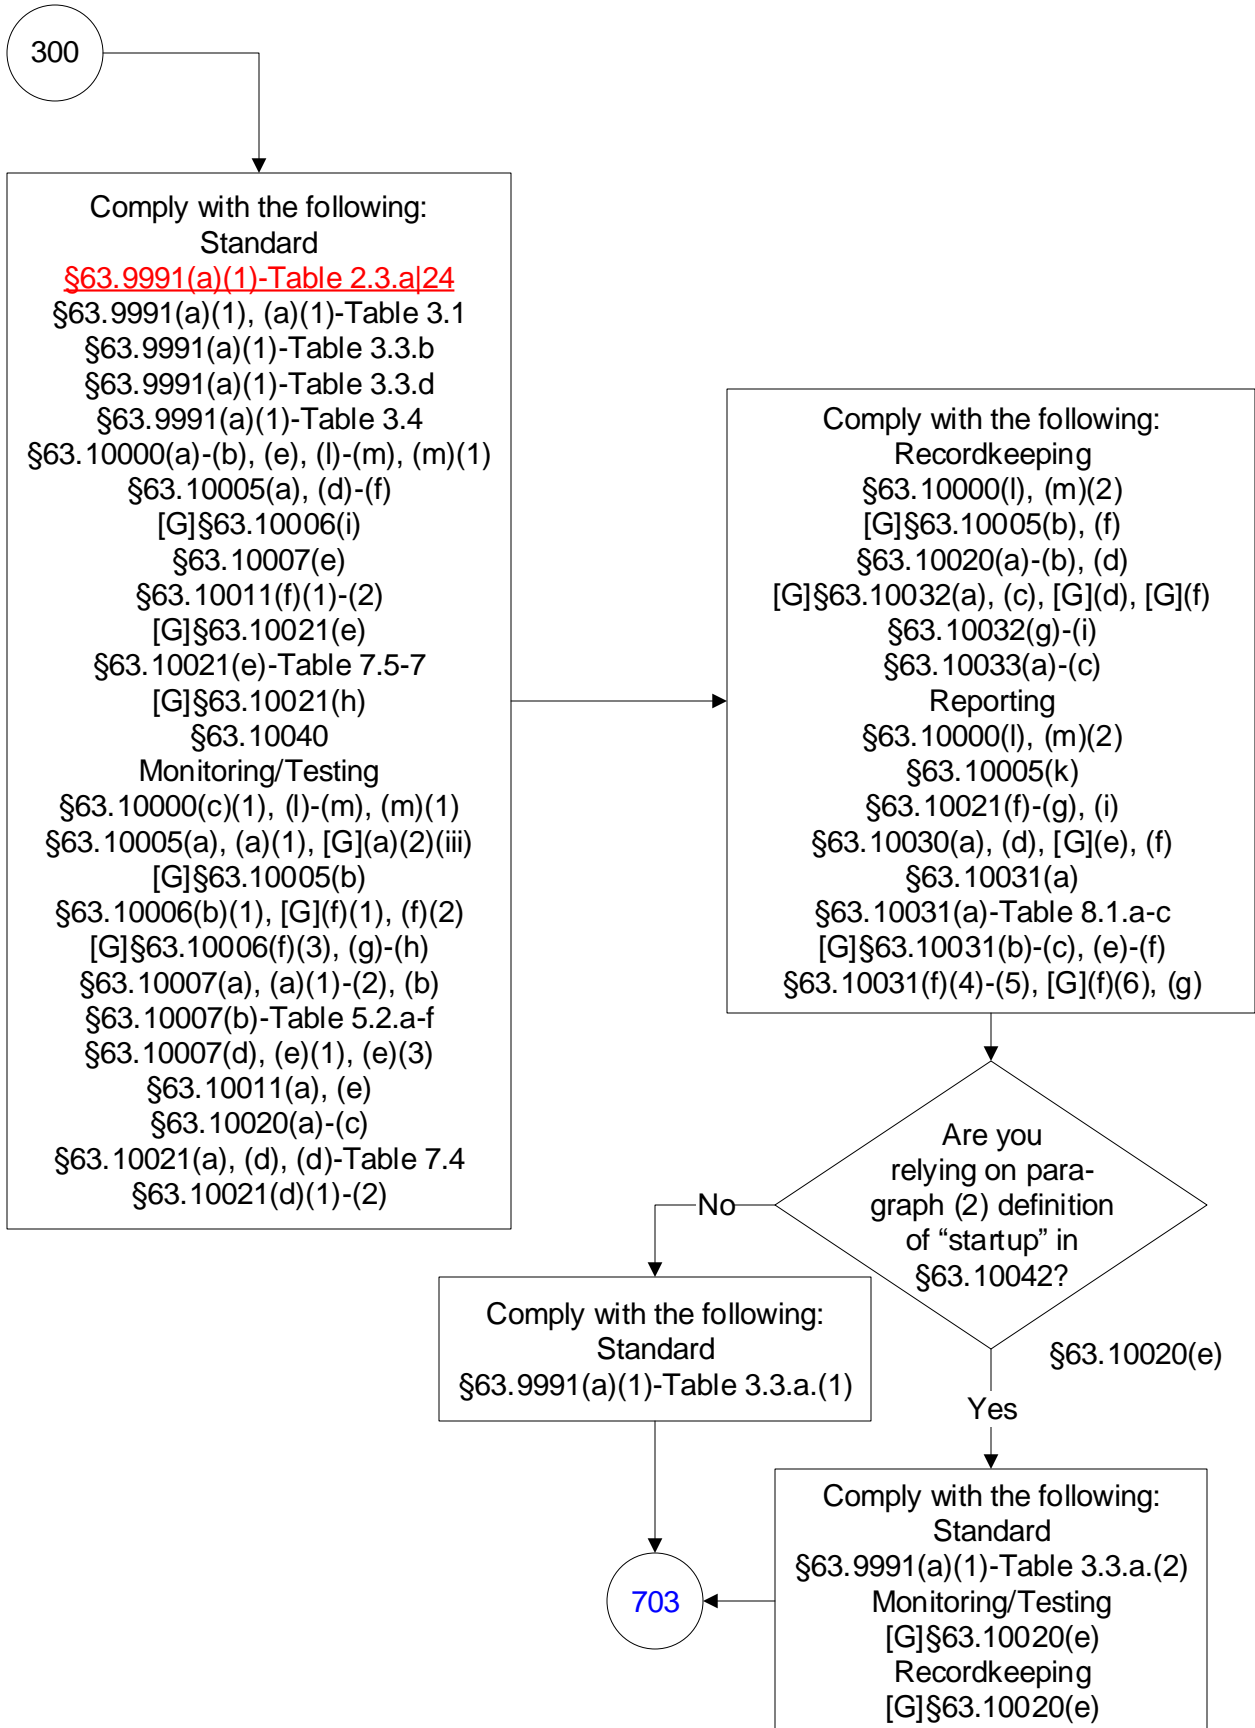 300
Comply with the following:
Standard
§63.9991(a)(1)-Table 2.3.a|24
§63.9991(a)(1), (a)(1)-Table 3.1
§63.9991(a)(1)-Table 3.3.b
§63.9991(a)(1)-Table 3.3.d
§63.9991(a)(1)-Table 3.4
§63.10000(a)-(b), (e), (l)-(m), (m)(1)
§63.10005(a), (d)-(f)
[G]§63.10006(i)
§63.10007(e)
§63.10011(f)(1)-(2)
[G]§63.10021(e)
§63.10021(e)-Table 7.5-7
[G]§63.10021(h)
§63.10040
Monitoring/Testing
§63.10000(c)(1), (l)-(m), (m)(1)
§63.10005(a), (a)(1), [G](a)(2)(iii)
[G]§63.10005(b)
§63.10006(b)(1), [G](f)(1), (f)(2)
[G]§63.10006(f)(3), (g)-(h)
§63.10007(a), (a)(1)-(2), (b)
§63.10007(b)-Table 5.2.a-f
§63.10007(d), (e)(1), (e)(3)
§63.10011(a), (e)
§63.10020(a)-(c)
§63.10021(a), (d), (d)-Table 7.4
§63.10021(d)(1)-(2)
Comply with the following:
Recordkeeping
§63.10000(l), (m)(2)
[G]§63.10005(b), (f)
§63.10020(a)-(b), (d)
[G]§63.10032(a), (c), [G](d), [G](f)
§63.10032(g)-(i)
§63.10033(a)-(c)
Reporting
§63.10000(l), (m)(2)
§63.10005(k)
§63.10021(f)-(g), (i)
§63.10030(a), (d), [G](e), (f)
§63.10031(a)
§63.10031(a)-Table 8.1.a-c
[G]§63.10031(b)-(c), (e)-(f)
§63.10031(f)(4)-(5), [G](f)(6), (g)
Are you
relying on para-
graph (2) definition
of “startup” in
§63.10042?
§63.10020(e)
No
Comply with the following:
Standard
§63.9991(a)(1)-Table 3.3.a.(1)
Yes
Comply with the following:
Standard
§63.9991(a)(1)-Table 3.3.a.(2)
Monitoring/Testing
[G]§63.10020(e)
Recordkeeping
[G]§63.10020(e)
703